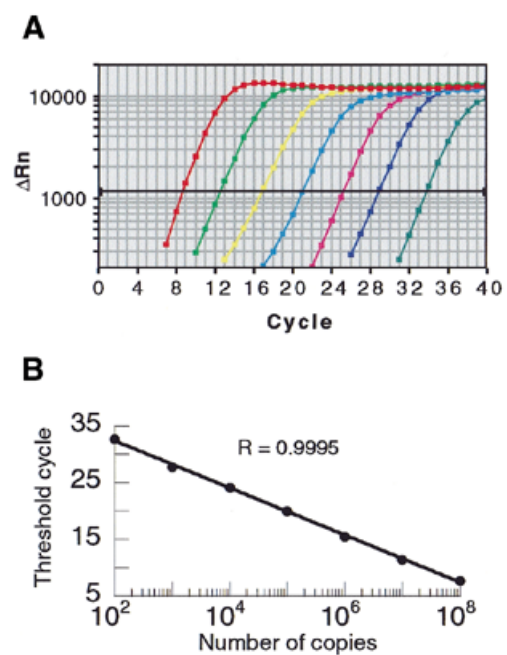 A
10000
1000
ΔRn
0 4 8 12 16 20 24 28 32 36 40
Cycle
B
35
25
15
5
Threshold cycle
R = 0.9995
10² 10⁴ 10⁶ 10⁸
Number of copies